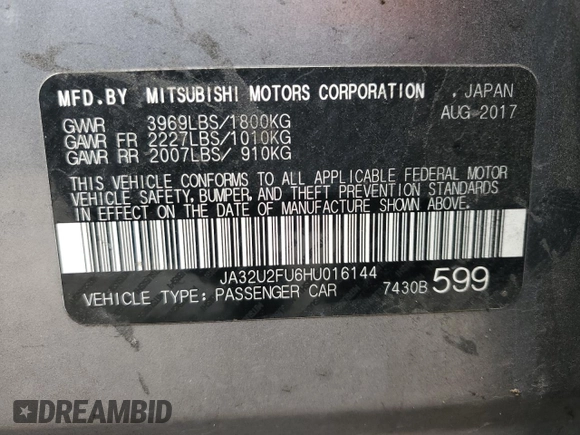 MFD.BY MITSUBISHI MOTORS CORPORATION , JAPAN
GVWR 3969LBS/1800KG AUG 2017
GAWR FR 2227LBS/1010KG
GAWR RR 2007LBS/ 910KG
THIS VEHICLE CONFORMS TO ALL APPLICABLE FEDERAL MOTOR
VEHICLE SAFETY, BUMPER, AND THEFT PREVENTION STANDARDS
IN EFFECT ON THE DATE OF MANUFACTURE SHOWN ABOVE.
JA32U2FU6HU016144
VEHICLE TYPE: PASSENGER CAR 7430B 599
DREAMBID